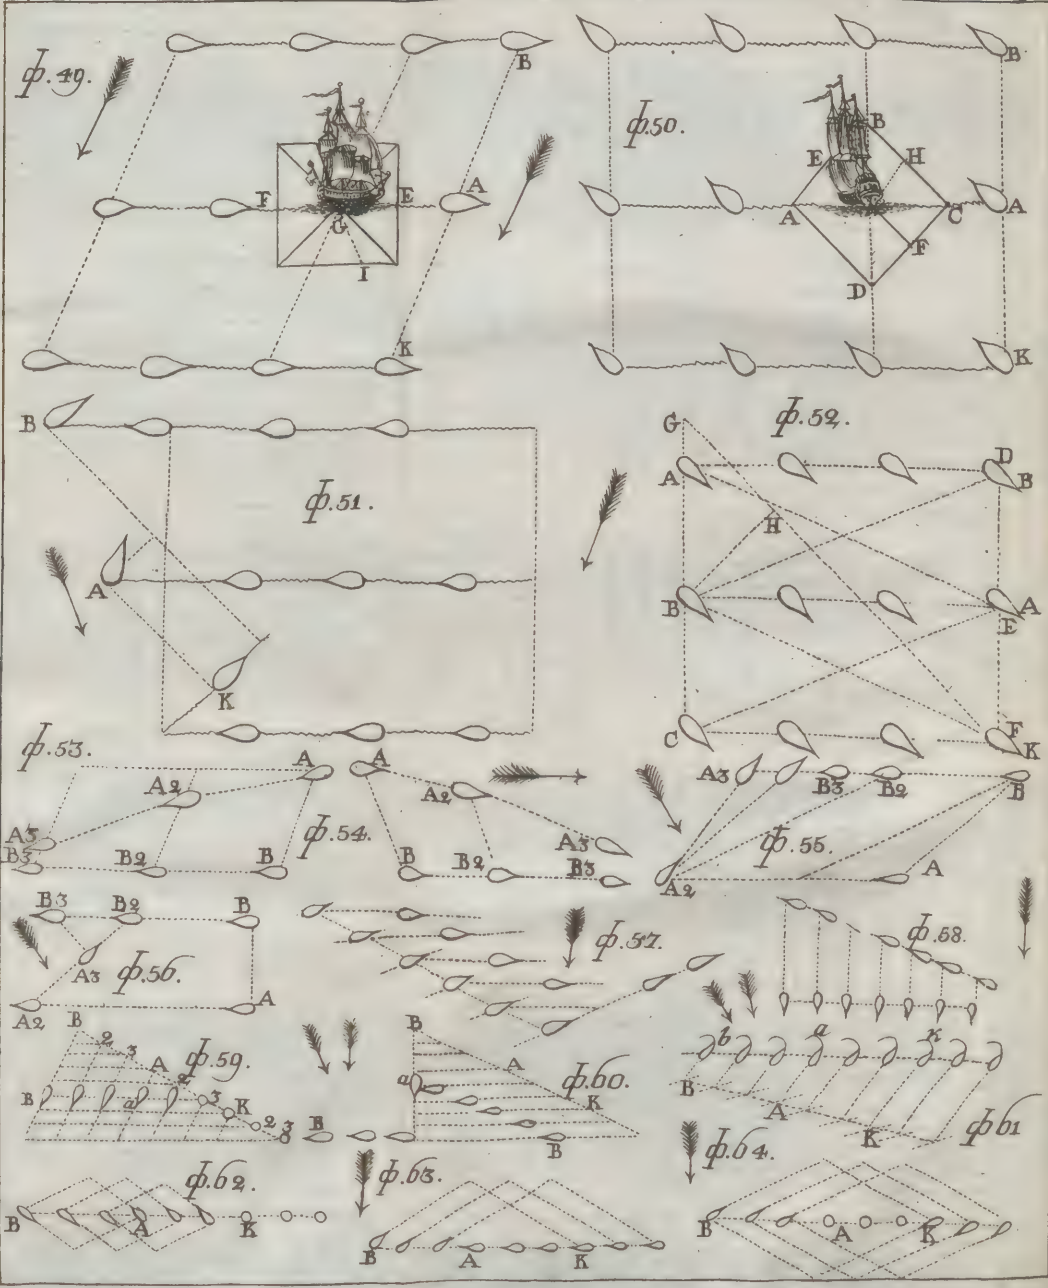 ф. 49.
B
F
E
A
G
I
K
ф. 50.
B
B
E
H
A
C
A
F
D
K
B
ф. 51.
A
K
ф. 52.
G
D
A
B
H
B
A
E
C
F
K
ф. 53.
A
A2
A3
B3
B2
B
ф. 54.
A
A2
A3
B
B2
B3
ф. 55.
A3
B3
B2
B
A
A2
ф. 56.
B3
B2
B
A3
A2
A
ф. 57.
ф. 58.
ф. 59.
B
2
3
A
2
B
a
3
K
2
3
ф. 60.
B
A
a
K
B
B
ф. 61
b
a
K
B
A
K
ф. 62.
B
A
K
ф. 63.
B
A
K
ф. 64.
B
A
K